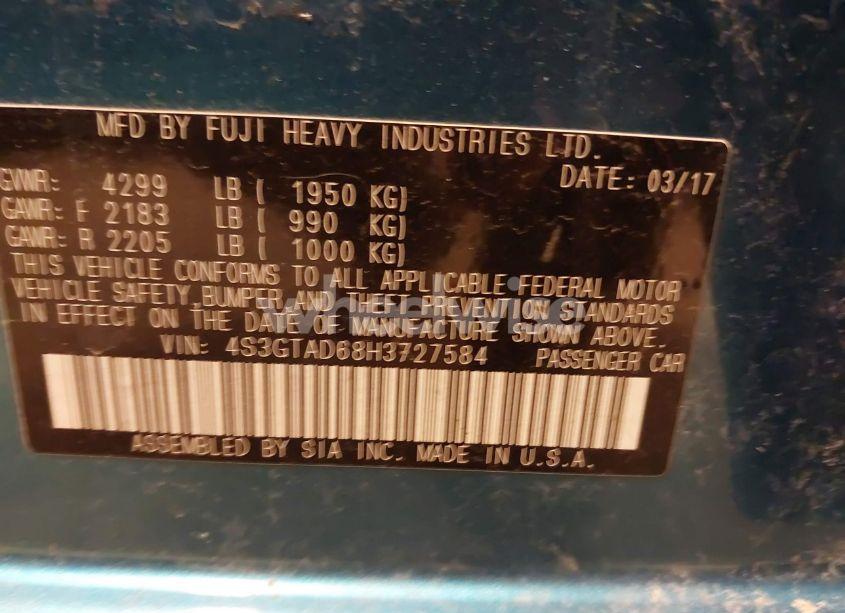 MFD BY FUJI HEAVY INDUSTRIES LTD.
DATE: 03/17
GVWR: 4299 LB ( 1950 KG)
GAWR: F 2183 LB ( 990 KG)
GAWR: R 2205 LB ( 1000 KG)
THIS VEHICLE CONFORMS TO ALL APPLICABLE FEDERAL MOTOR
VEHICLE SAFETY, BUMPER, AND THEFT PREVENTION STANDARDS
IN EFFECT ON THE DATE OF MANUFACTURE SHOWN ABOVE.
VIN: 4S3GTAD68H3727584 PASSENGER CAR
ASSEMBLED BY SIA INC. MADE IN U.S.A.